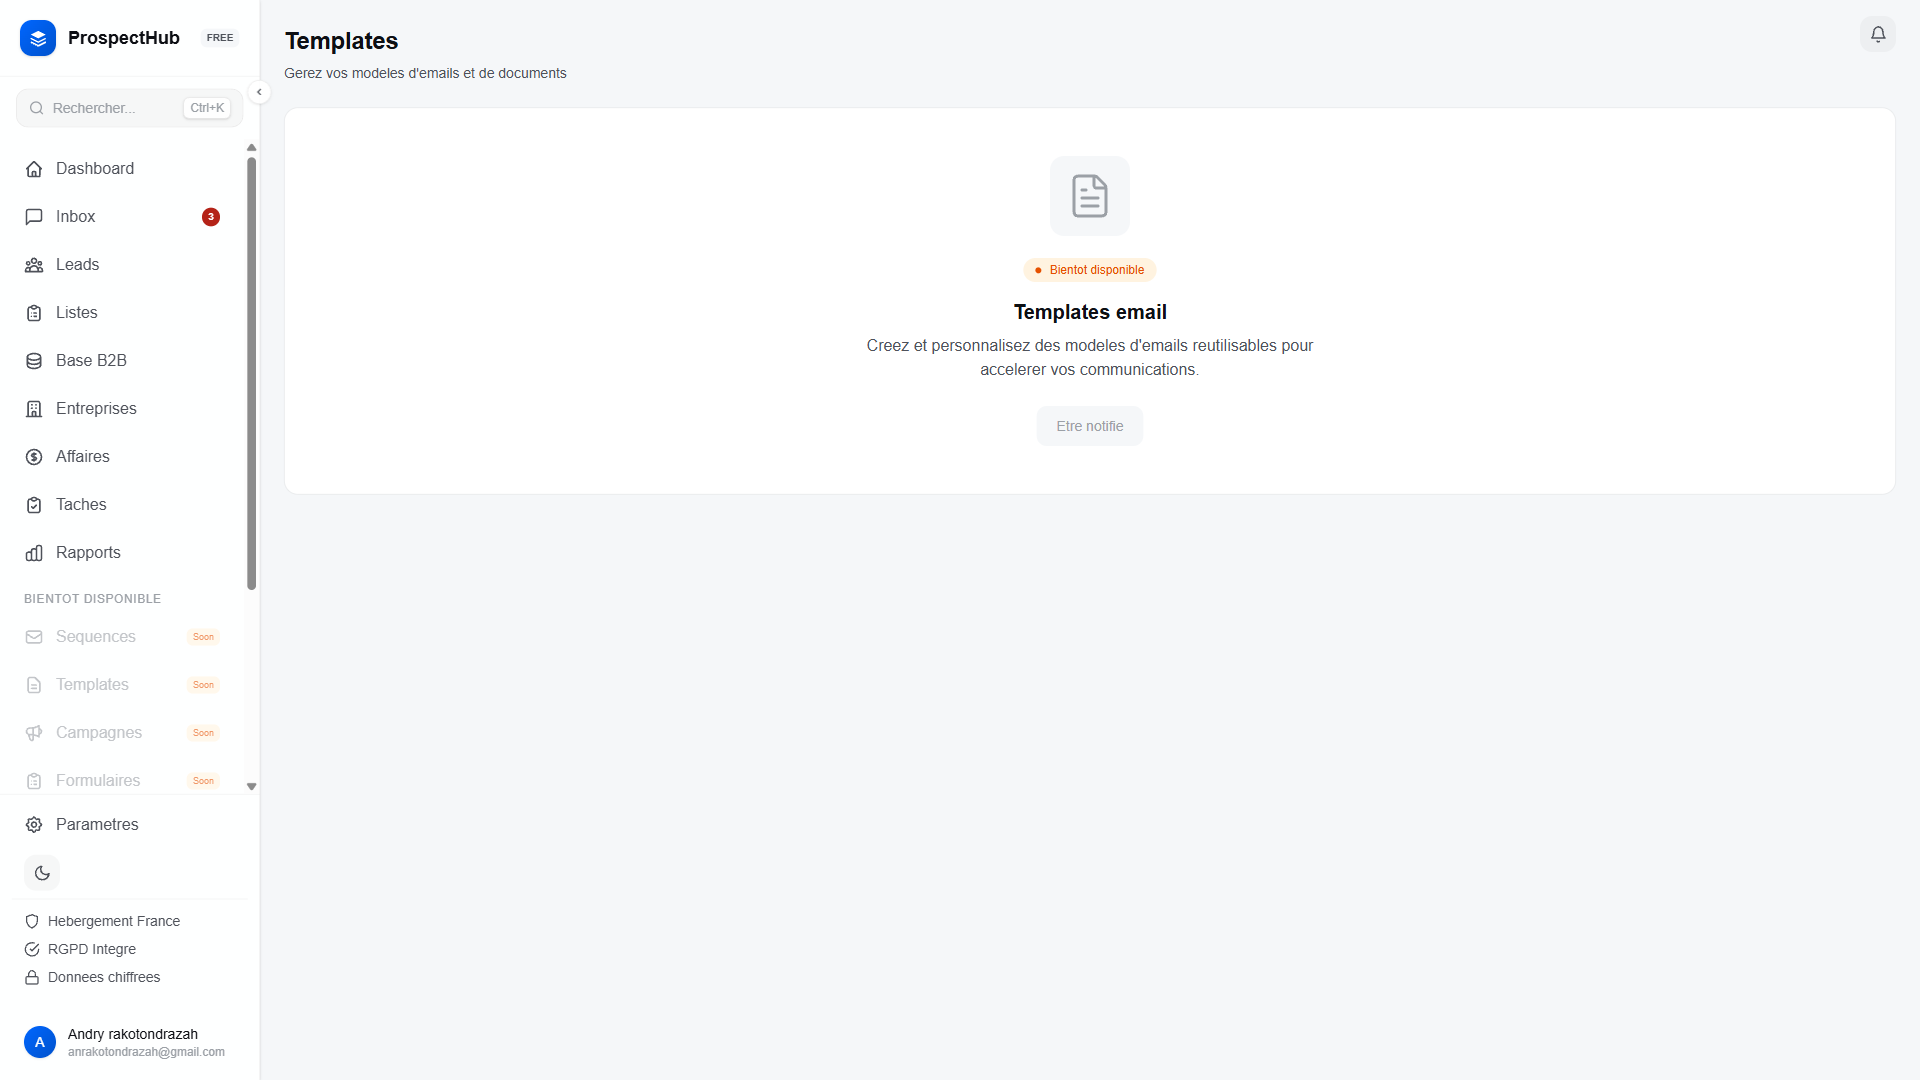 ProspectHub FREE
Rechercher... Ctrl+K
Dashboard
Inbox 3
Leads
Listes
Base B2B
Entreprises
Affaires
Taches
Rapports
BIENTOT DISPONIBLE
Sequences Soon
Templates Soon
Campagnes Soon
Formulaires Soon
Parametres
Hebergement France
RGPD Integre
Donnees chiffrees
A
Andry rakotondrazah
anrakotondrazah@gmail.com
Templates
Gerez vos modeles d'emails et de documents
Bientot disponible
Templates email
Creez et personnalisez des modeles d'emails reutilisables pour
accelerer vos communications.
Etre notifie